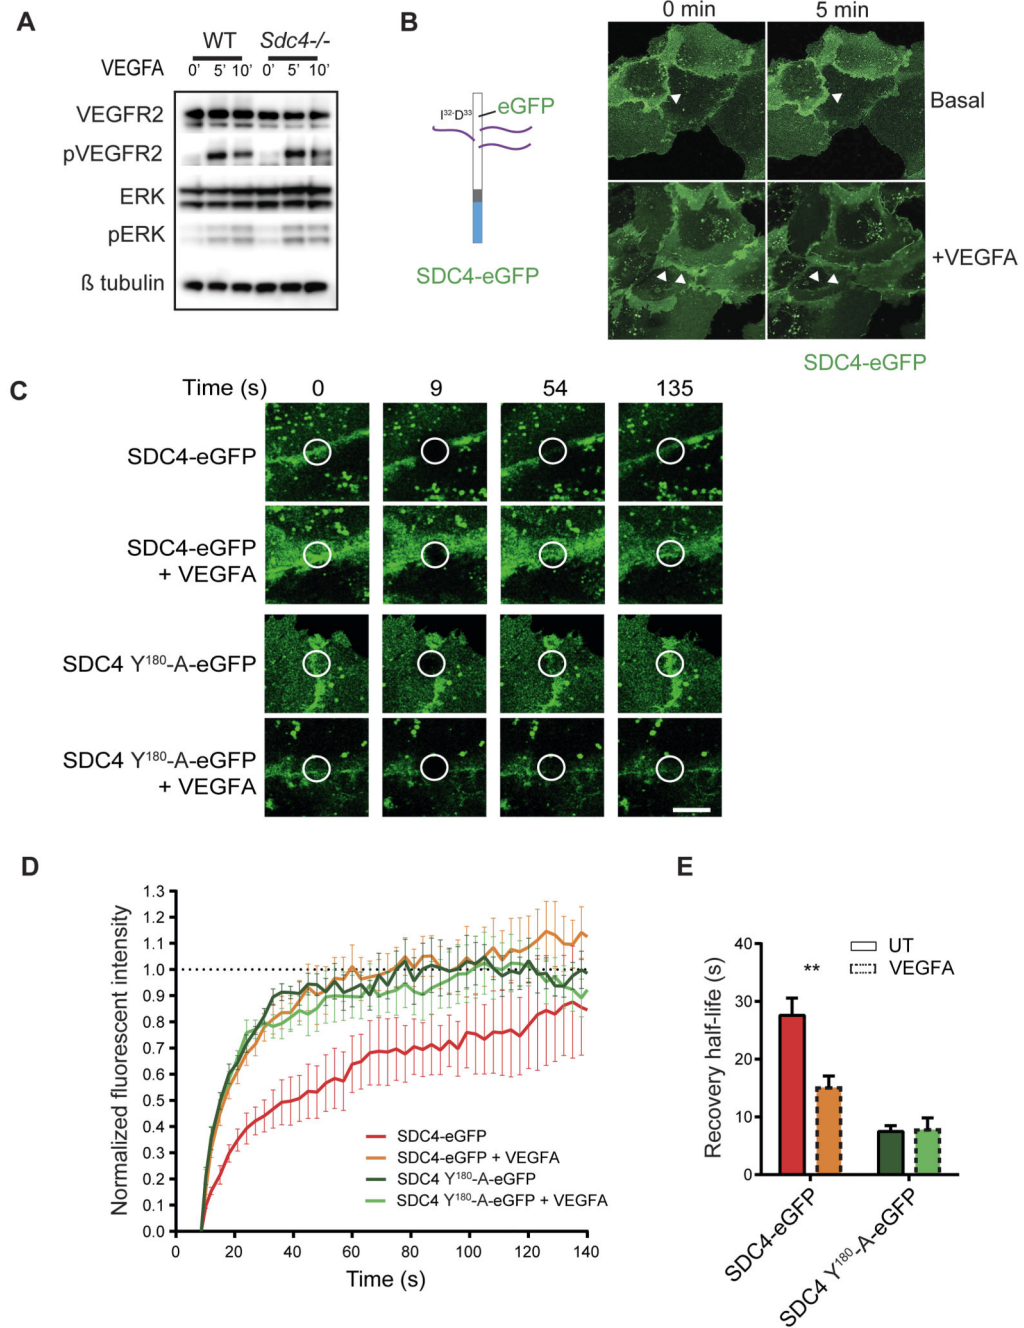 A
WT Sdc4-/-
VEGFA 0' 5' 10' 0' 5' 10'
VEGFR2
pVEGFR2
ERK
pERK
ß tubulin
B
0 min 5 min
I³²-D³³ eGFP
SDC4-eGFP
Basal
+VEGFA
SDC4-eGFP
C
Time (s) 0 9 54 135
SDC4-eGFP
SDC4-eGFP
+ VEGFA
SDC4 Y¹⁸⁰-A-eGFP
SDC4 Y¹⁸⁰-A-eGFP
+ VEGFA
D
Normalized fluorescent intensity
1.3
1.2
1.1
1.0
0.9
0.8
0.7
0.6
0.5
0.4
0.3
0.2
0.1
0.0
SDC4-eGFP
SDC4-eGFP + VEGFA
SDC4 Y¹⁸⁰-A-eGFP
SDC4 Y¹⁸⁰-A-eGFP + VEGFA
0 20 40 60 80 100 120 140
Time (s)
E
Recovery half-life (s)
40
30
20
10
0
UT
VEGFA
**
SDC4-eGFP
SDC4 Y¹⁸⁰-A-eGFP